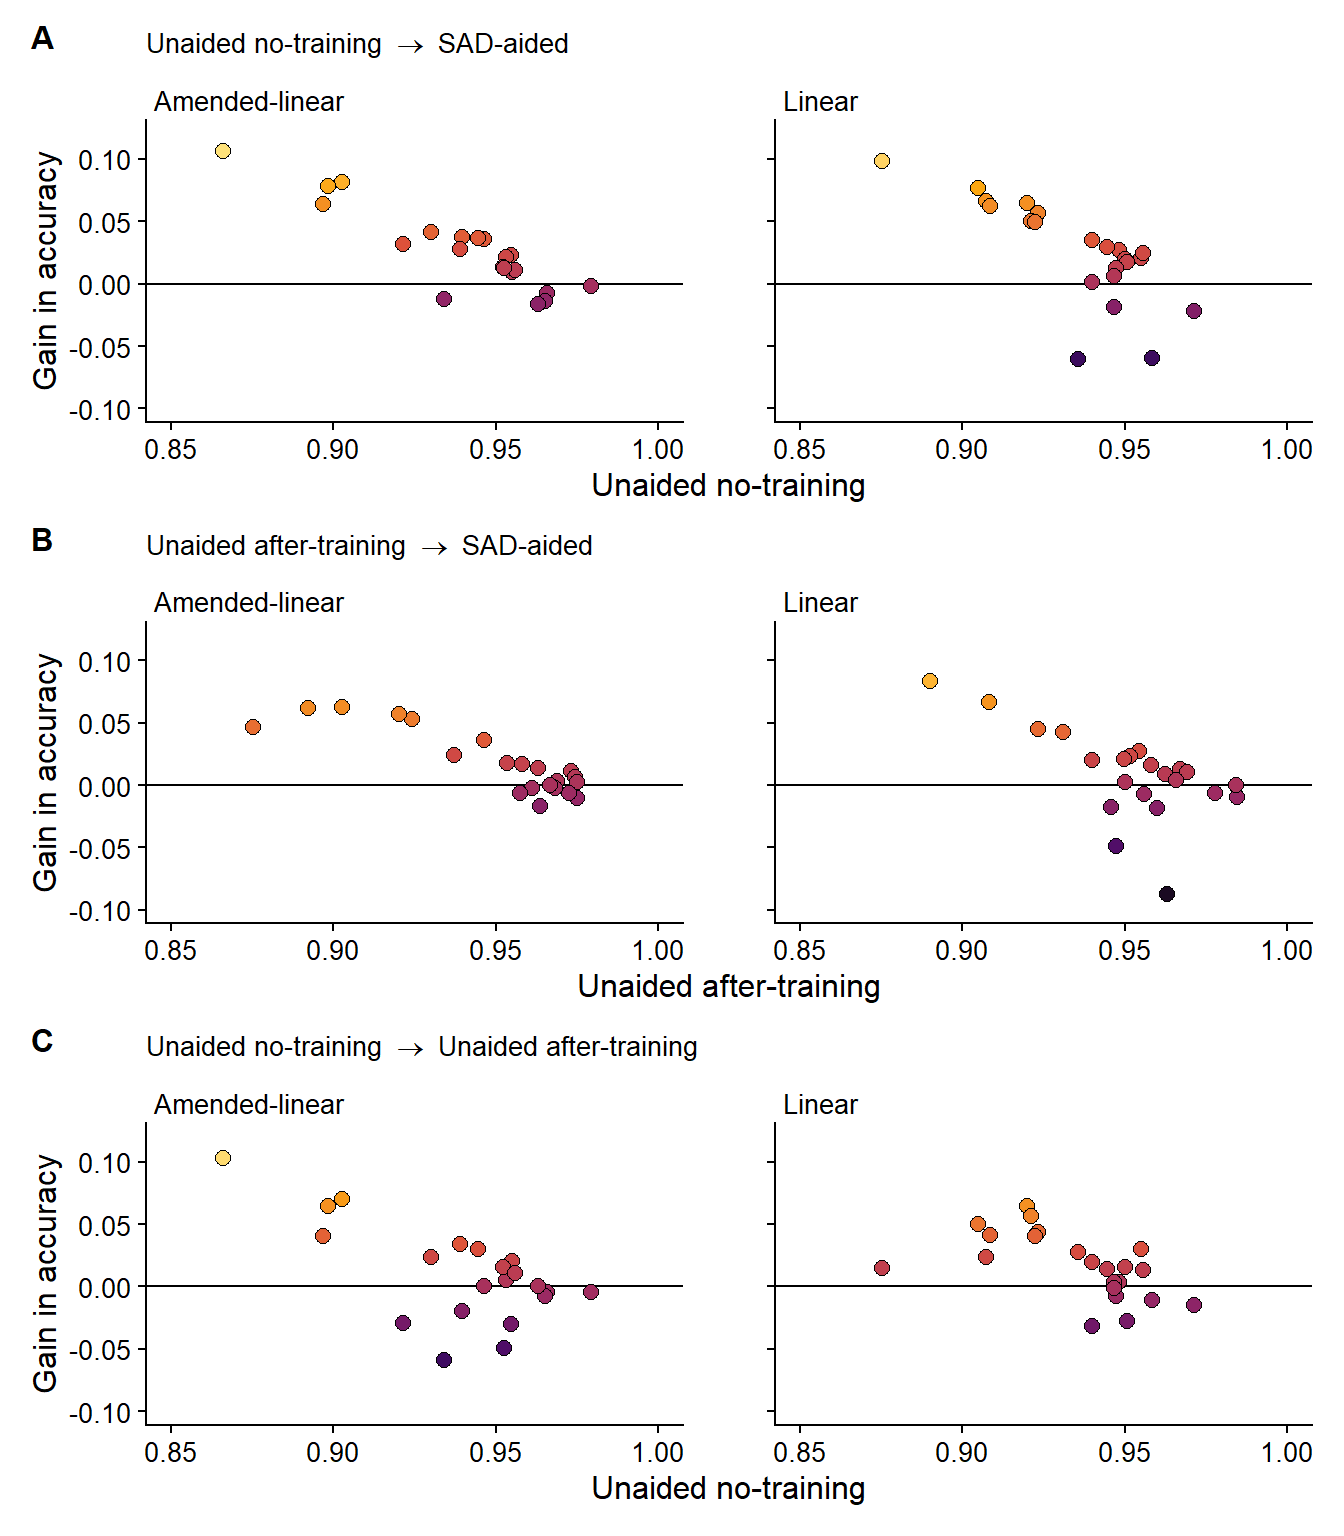 A
Unaided no-training → SAD-aided
Amended-linear
Linear
Gain in accuracy
0.10
0.05
0.00
-0.05
-0.10
0.85 0.90 0.95 1.00
0.85 0.90 0.95 1.00
Unaided no-training
B
Unaided after-training → SAD-aided
Amended-linear
Linear
Gain in accuracy
0.10
0.05
0.00
-0.05
-0.10
0.85 0.90 0.95 1.00
0.85 0.90 0.95 1.00
Unaided after-training
C
Unaided no-training → Unaided after-training
Amended-linear
Linear
Gain in accuracy
0.10
0.05
0.00
-0.05
-0.10
0.85 0.90 0.95 1.00
0.85 0.90 0.95 1.00
Unaided no-training